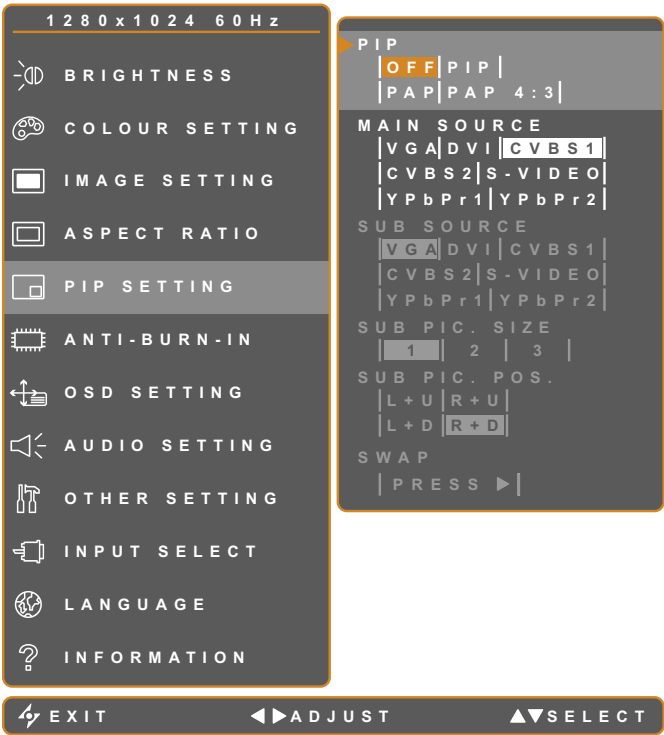 1280x1024 60Hz
BRIGHTNESS
COLOUR SETTING
IMAGE SETTING
ASPECT RATIO
PIP SETTING
ANTI-BURN-IN
OSD SETTING
AUDIO SETTING
OTHER SETTING
INPUT SELECT
LANGUAGE
INFORMATION
PIP
OFF PIP
PAP PAP 4:3
MAIN SOURCE
VGA DVI CVBS1
CVBS2 S-VIDEO
YPbPr1 YPbPr2
SUB SOURCE
VGA DVI CVBS1
CVBS2 S-VIDEO
YPbPr1 YPbPr2
SUB PIC. SIZE
1 2 3
SUB PIC. POS.
L+U R+U
L+D R+D
SWAP
PRESS ▶
EXIT ◀▶ADJUST ▲▼SELECT